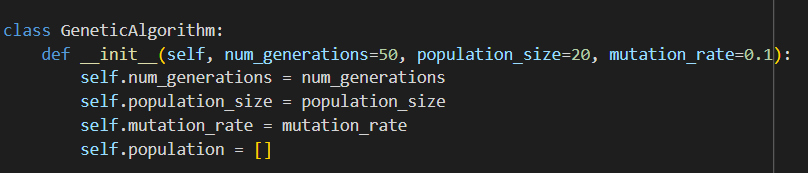 class GeneticAlgorithm:
    def __init__(self, num_generations=50, population_size=20, mutation_rate=0.1):
        self.num_generations = num_generations
        self.population_size = population_size
        self.mutation_rate = mutation_rate
        self.population = []